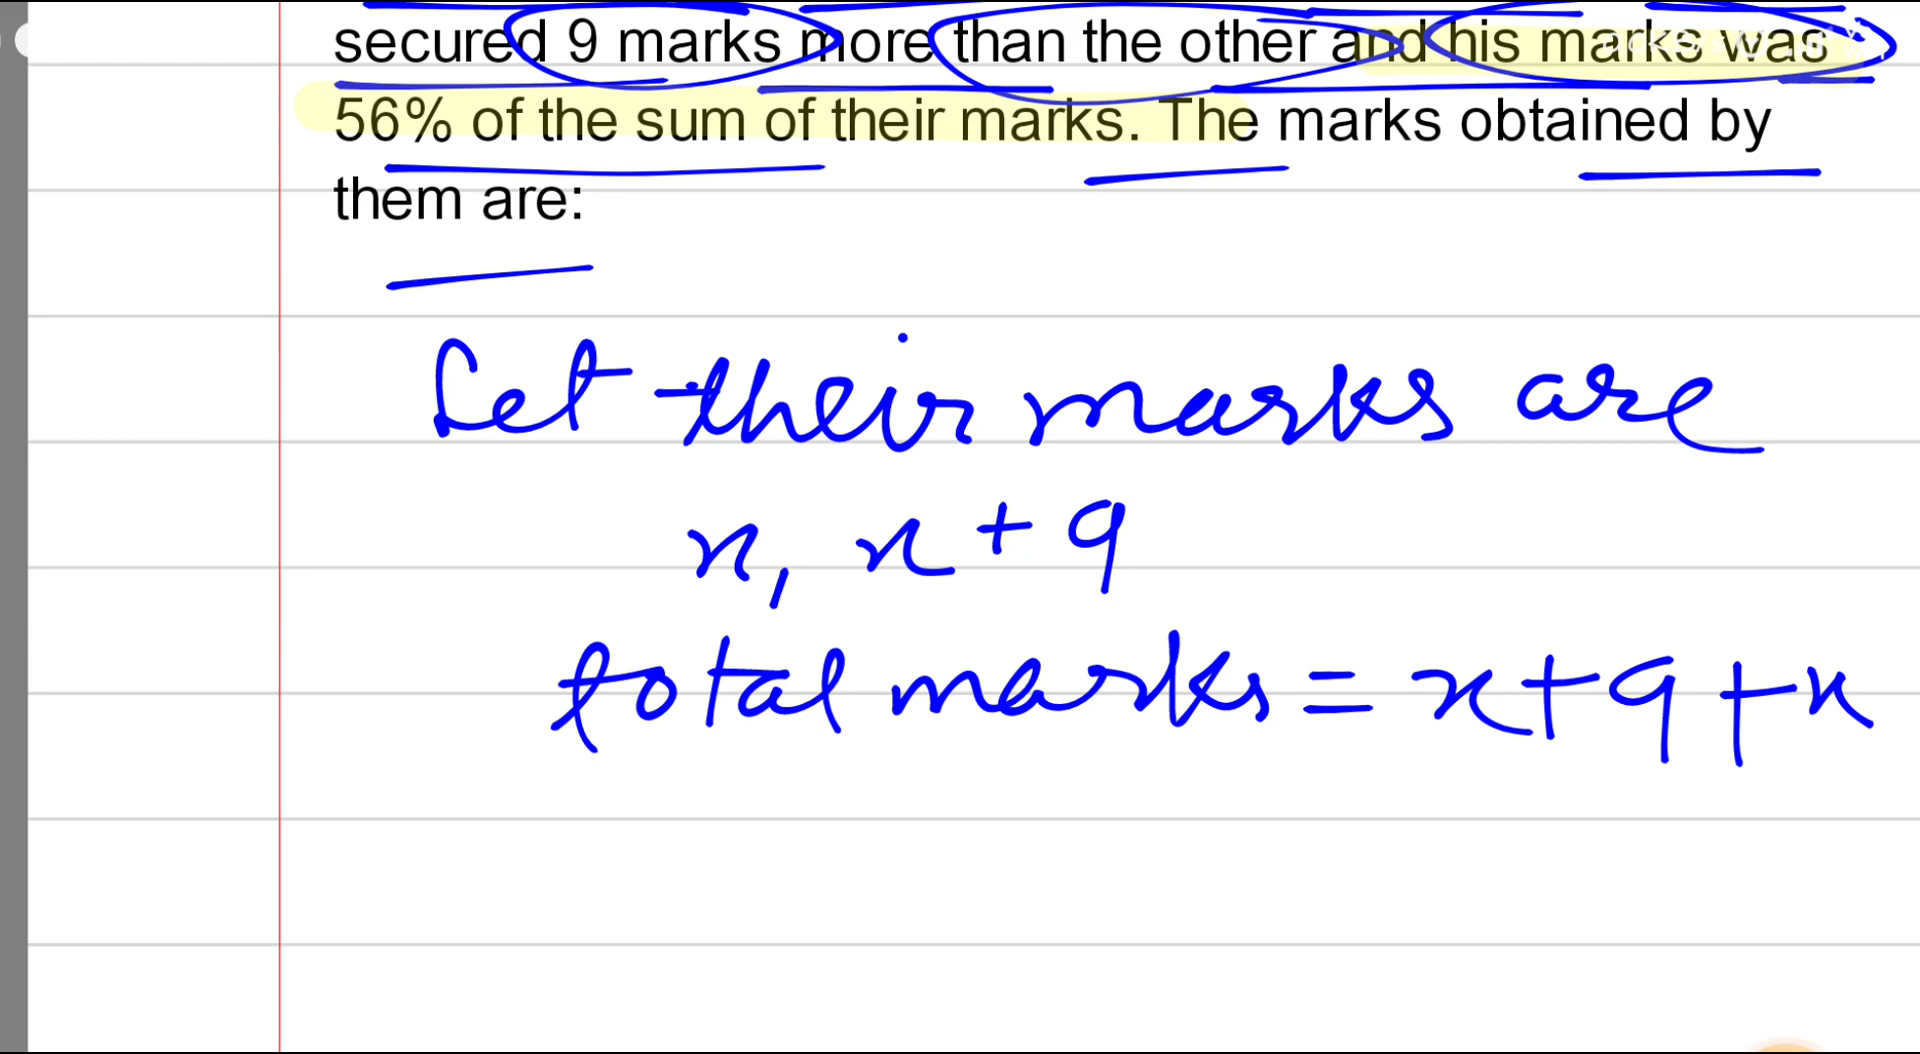 secured 9 marks more than the other and his marks was
56% of the sum of their marks. The marks obtained by
them are:
Let their marks are
x, x + 9
total marks = x + 9 + x